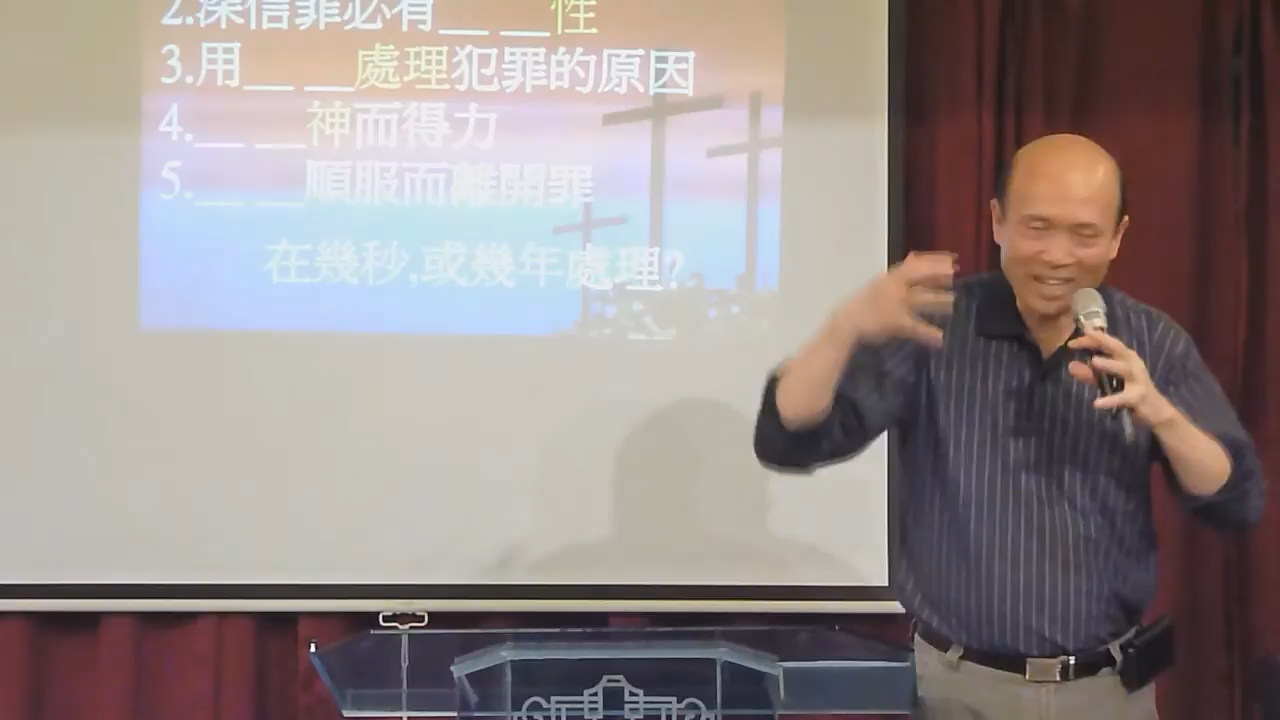 2.深信罪必有__ __性
3.用__ __處理犯罪的原因
4.__ __神而得力
5.__ __順服而離開罪
在幾秒,或幾年處理?